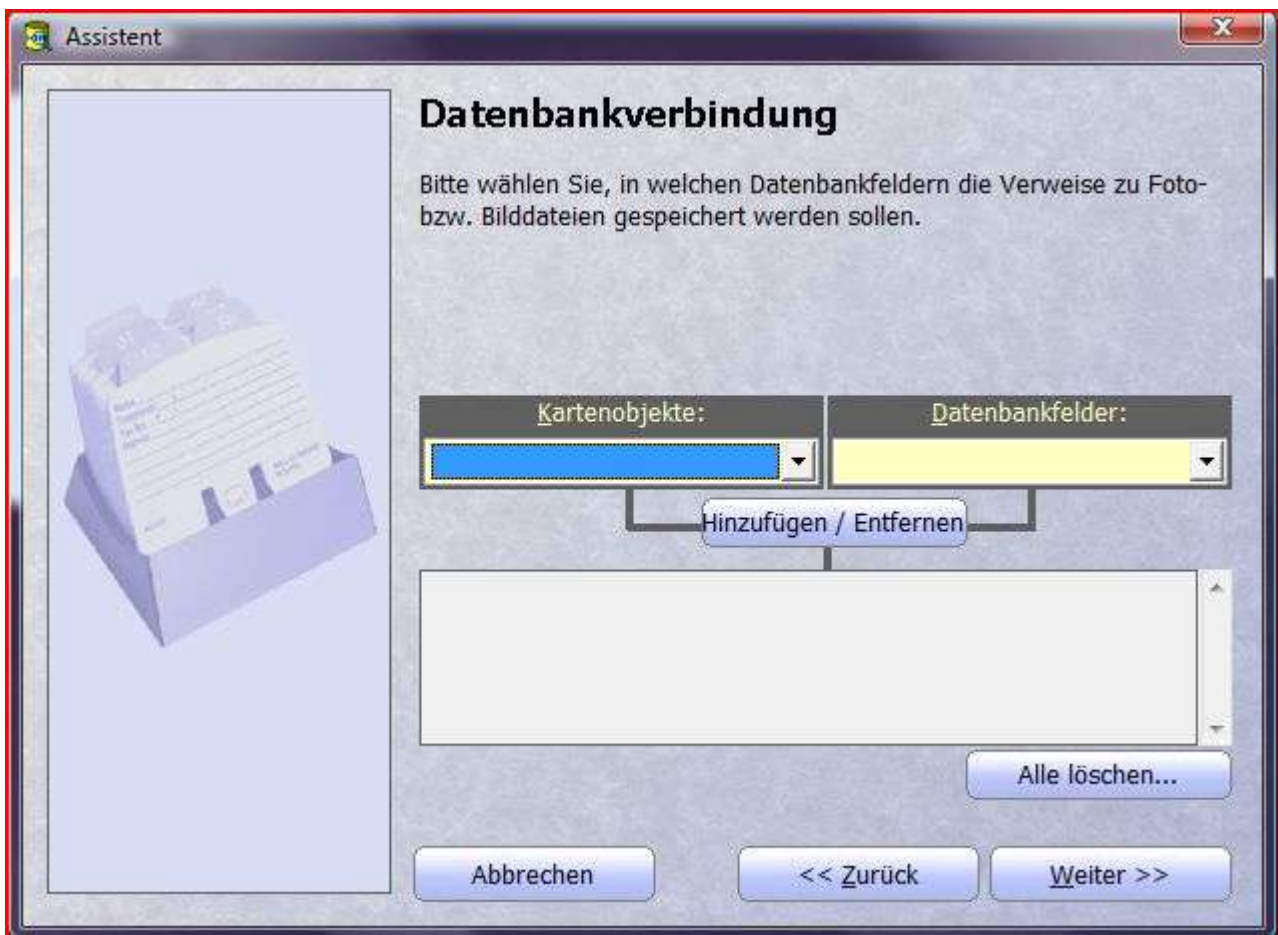 Assistent
Datenbankverbindung
Bitte wählen Sie, in welchen Datenbankfeldern die Verweise zu Foto-
bzw. Bilddateien gespeichert werden sollen.
Kartenobjekte: Datenbankfelder:
Hinzufügen / Entfernen
Alle löschen...
Abbrechen << Zurück Weiter >>